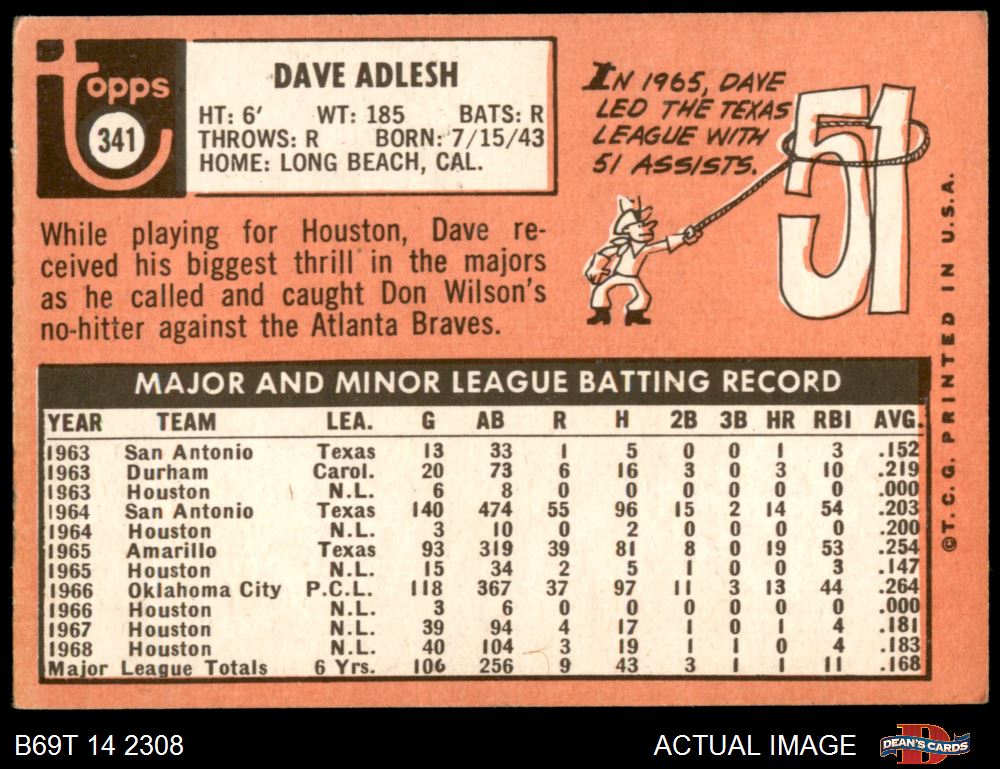 Topps
341
DAVE ADLESH
HT: 6' WT: 185 BATS: R
THROWS: R BORN: 7/15/43
HOME: LONG BEACH, CAL.
IN 1965, DAVE
LED THE TEXAS
LEAGUE WITH
51 ASSISTS.
51
While playing for Houston, Dave re-
ceived his biggest thrill in the majors
as he called and caught Don Wilson's
no-hitter against the Atlanta Braves.
MAJOR AND MINOR LEAGUE BATTING RECORD
YEAR TEAM LEA. G AB R H 2B 3B HR RBI AVG.
1963 San Antonio Texas 13 33 1 5 0 0 1 3 .152
1963 Durham Carol. 20 73 6 16 3 0 3 10 .219
1963 Houston N.L. 6 8 0 0 0 0 0 0 .000
1964 San Antonio Texas 140 474 55 96 15 2 14 54 .203
1964 Houston N.L. 3 10 0 2 0 0 0 0 .200
1965 Amarillo Texas 93 319 39 81 8 0 19 53 .254
1965 Houston N.L. 15 34 2 5 1 0 0 3 .147
1966 Oklahoma City P.C.L. 118 367 37 97 11 3 13 44 .264
1966 Houston N.L. 3 6 0 0 0 0 0 0 .000
1967 Houston N.L. 39 94 4 17 1 0 1 4 .181
1968 Houston N.L. 40 104 3 19 1 1 0 4 .183
Major League Totals 6 Yrs. 106 256 9 43 3 1 1 11 .168
©T.C.G. PRINTED IN U.S.A.
B69T 14 2308
ACTUAL IMAGE
DEAN'S CARDS